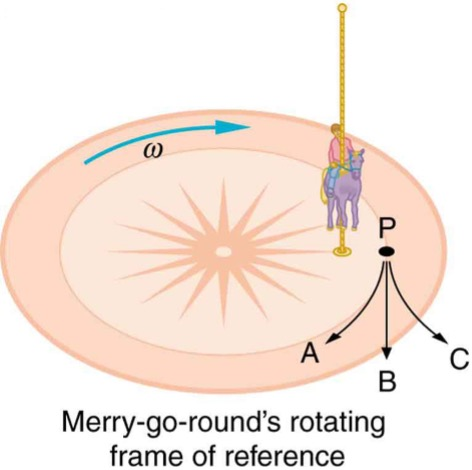 ω
P
A
B
C
Merry-go-round's rotating
frame of reference